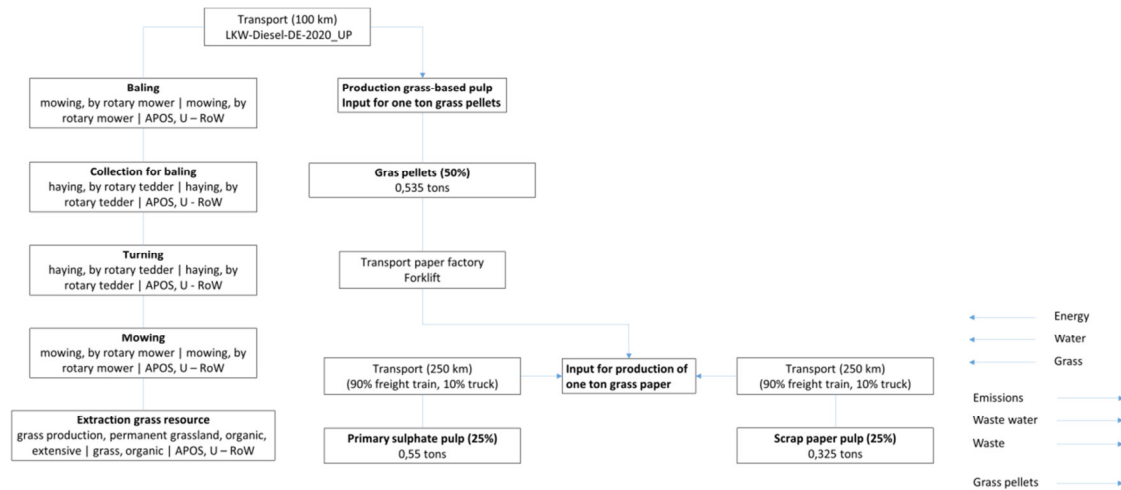 Transport (100 km)
LKW-Diesel-DE-2020_UP
Baling
mowing, by rotary mower | mowing, by
rotary mower | APOS, U – RoW
Collection for baling
haying, by rotary tedder | haying, by
rotary tedder | APOS, U - RoW
Turning
haying, by rotary tedder | haying, by
rotary tedder | APOS, U - RoW
Mowing
mowing, by rotary mower | mowing, by
rotary mower | APOS, U – RoW
Extraction grass resource
grass production, permanent grassland, organic,
extensive | grass, organic | APOS, U – RoW
Production grass-based pulp
Input for one ton grass pellets
Gras pellets (50%)
0,535 tons
Transport paper factory
Forklift
Transport (250 km)
(90% freight train, 10% truck)
Primary sulphate pulp (25%)
0,55 tons
Input for production of
one ton grass paper
Transport (250 km)
(90% freight train, 10% truck)
Scrap paper pulp (25%)
0,325 tons
Energy
Water
Grass
Emissions
Waste water
Waste
Grass pellets